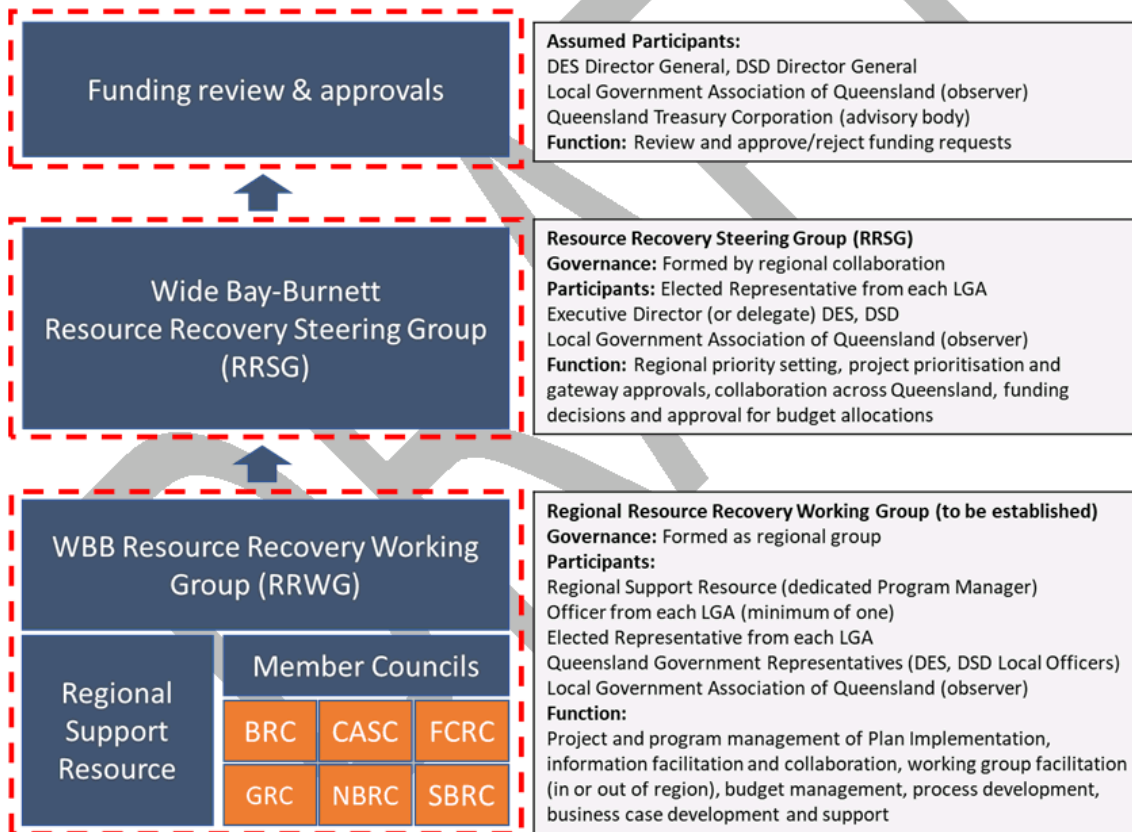 Funding review & approvals
Assumed Participants:
DES Director General, DSD Director General
Local Government Association of Queensland (observer)
Queensland Treasury Corporation (advisory body)
Function: Review and approve/reject funding requests
Wide Bay-Burnett
Resource Recovery Steering Group
(RRSG)
Resource Recovery Steering Group (RRSG)
Governance: Formed by regional collaboration
Participants: Elected Representative from each LGA
Executive Director (or delegate) DES, DSD
Local Government Association of Queensland (observer)
Function: Regional priority setting, project prioritisation and
gateway approvals, collaboration across Queensland, funding
decisions and approval for budget allocations
WBB Resource Recovery Working
Group (RRWG)
Regional
Support
Resource
Member Councils
BRC CASC FCRC
GRC NBRC SBRC
Regional Resource Recovery Working Group (to be established)
Governance: Formed as regional group
Participants:
Regional Support Resource (dedicated Program Manager)
Officer from each LGA (minimum of one)
Elected Representative from each LGA
Queensland Government Representatives (DES, DSD Local Officers)
Local Government Association of Queensland (observer)
Function:
Project and program management of Plan Implementation,
information facilitation and collaboration, working group facilitation
(in or out of region), budget management, process development,
business case development and support